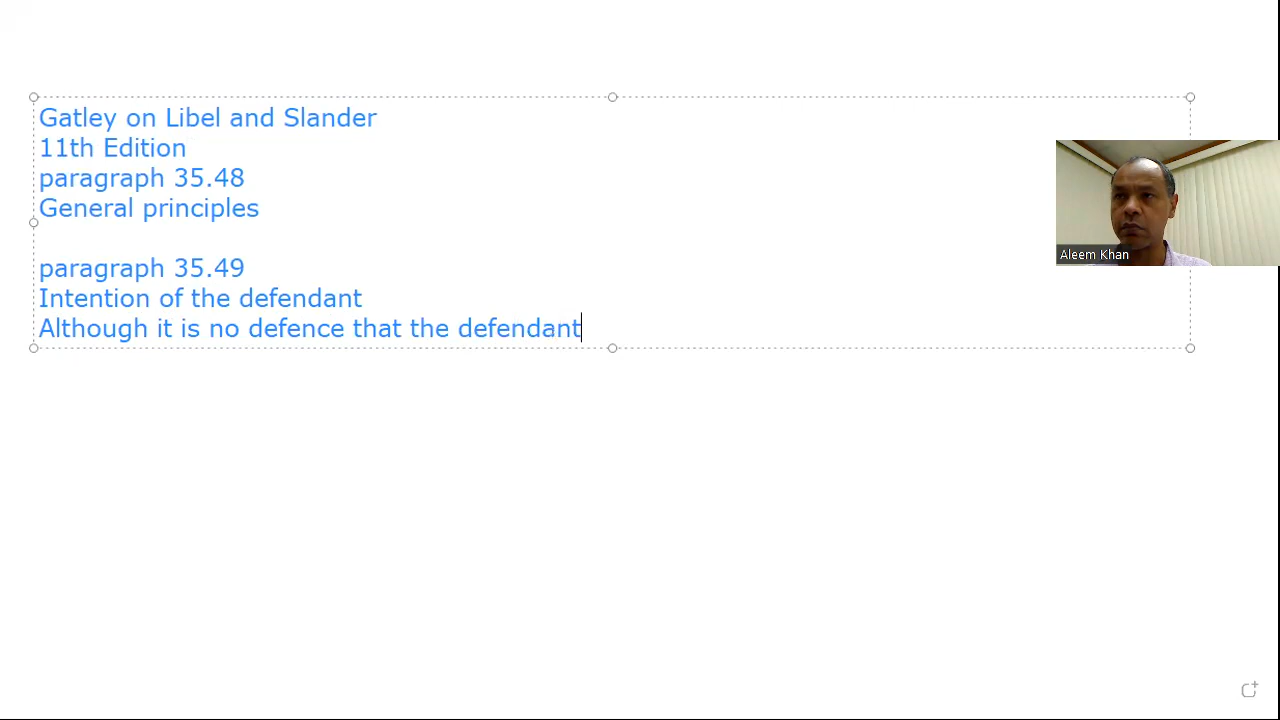 Gatley on Libel and Slander
11th Edition
paragraph 35.48
General principles
paragraph 35.49
Intention of the defendant
Although it is no defence that the defendant
Aleem Khan